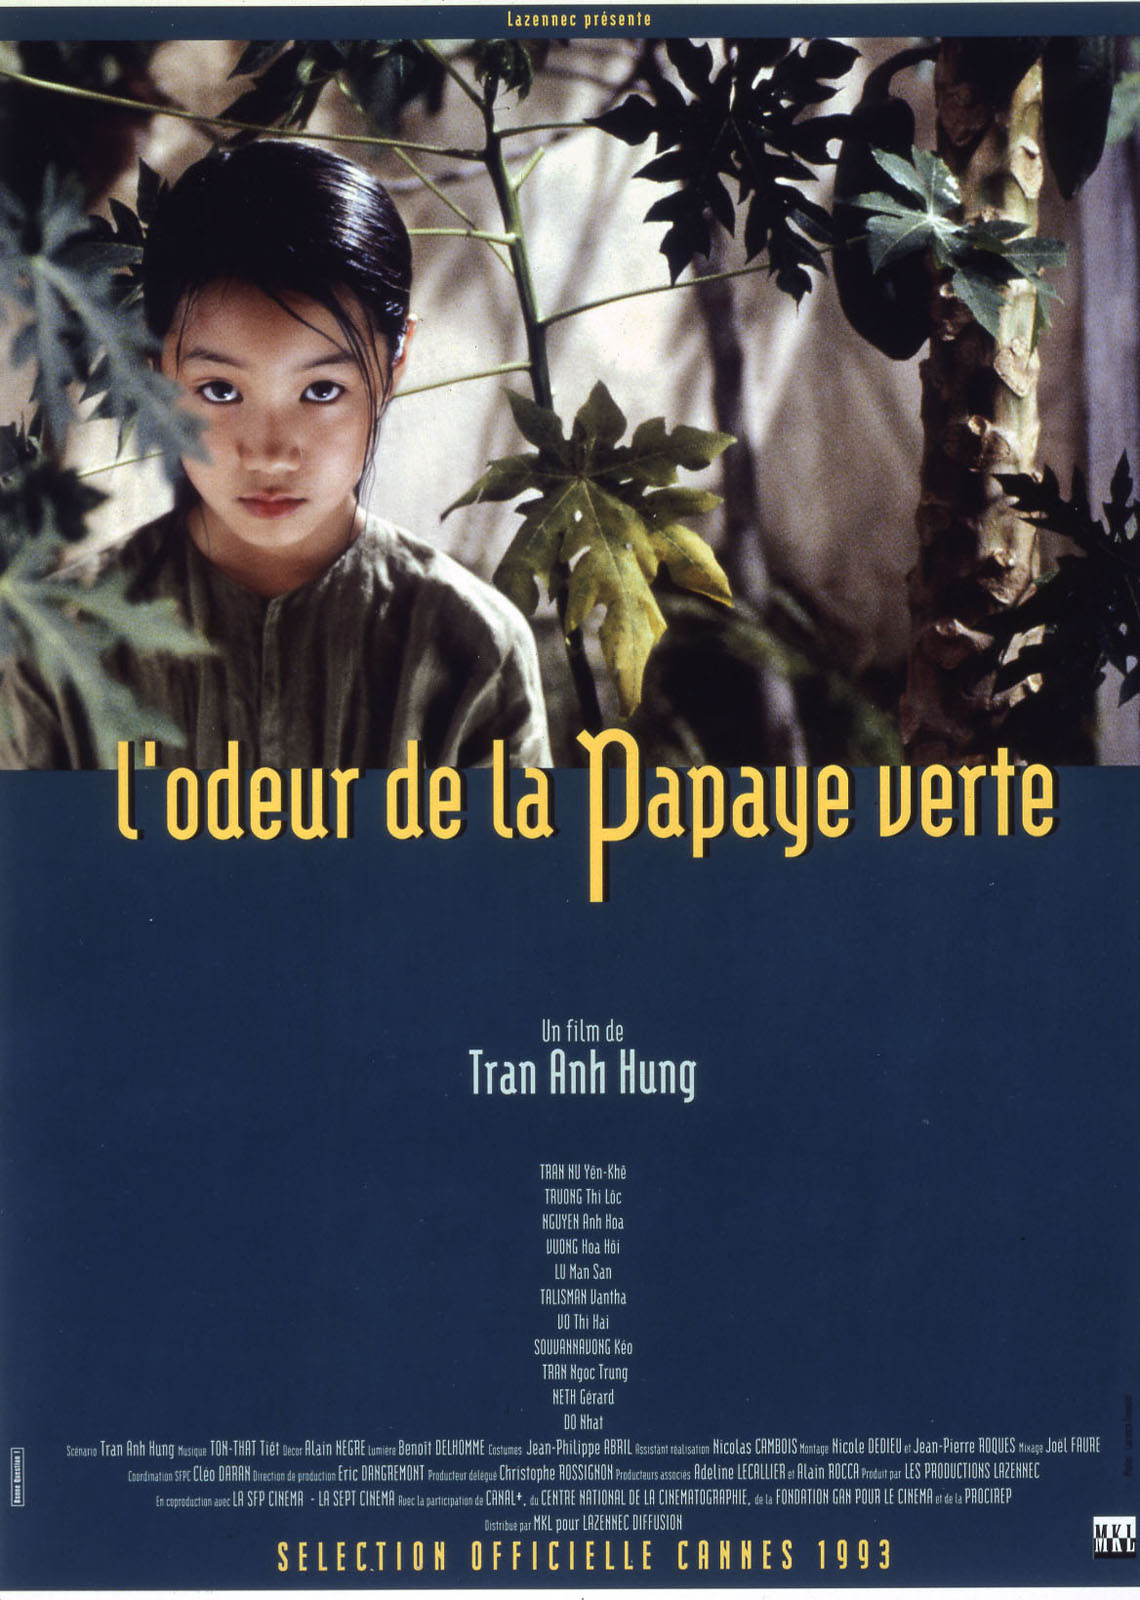 Lazennec présente
l'odeur de la Papaye verte
Un film de
Tran Anh Hung
TRAN NU Yên-Khê
TRUONG Thi Lôc
NGUYEN Anh Hoa
VUONG Hoa Hôi
LU Man San
TALISMAN Vantha
VO Thi Hai
SOUVANNAVONG Kéo
TRAN Ngoc Trung
NETH Gérard
DO Nhat
Scénario Tran Anh Hung Musique TON-THAT Tiêt Décor Alain NEGRE Lumière Benoît DELHOMME Costumes Jean-Philippe ABRIL Assistant réalisation Nicolas CAMBOIS Montage Nicole DEDIEU et Jean-Pierre ROQUES Mixage Joël FAURE
Coordination SFPC Cléo DARAN Direction de production Eric DANGREMONT Producteur délégué Christophe ROSSIGNON Producteurs associés Adeline LECALLIER et Alain ROCCA Produit par LES PRODUCTIONS LAZENNEC
En coproduction avec LA SFP CINEMA - LA SEPT CINEMA Avec la participation de CANAL+, du CENTRE NATIONAL DE LA CINEMATOGRAPHIE, de la FONDATION GAN POUR LE CINEMA et de la PROCIREP
Distribué par MKL pour LAZENNEC DIFFUSION
SELECTION OFFICIELLE CANNES 1993
Bonne Question !
MKL